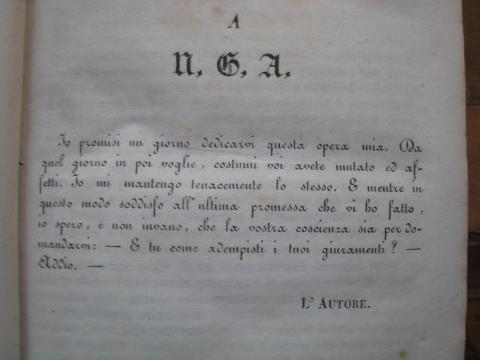 A
N. G. A.
Io promisi un giorno dedicarvi questa opera mia. Da
quel giorno in poi voglie, costumi voi avete mutato ed af-
fetti. Io mi mantengo tenacemente lo stesso. E mentre in
questo modo soddisfo all'ultima promessa che vi ho fatto,
io spero, e non invano, che la vostra coscienza sia per do-
mandarvi: — E tu come adempisti i tuoi giuramenti? —
Addio. —
L' AUTORE.